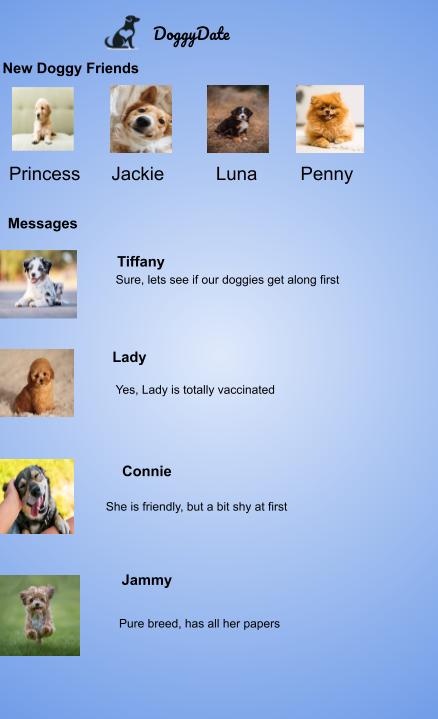 DoggyDate
New Doggy Friends
Princess Jackie Luna Penny
Messages
Tiffany
Sure, lets see if our doggies get along first
Lady
Yes, Lady is totally vaccinated
Connie
She is friendly, but a bit shy at first
Jammy
Pure breed, has all her papers